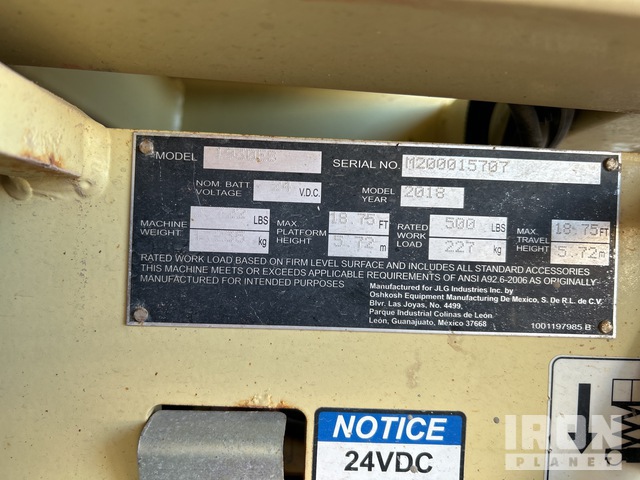 MODEL
SERIAL NO. M200015707
NOM. BATT VOLTAGE 24 V.D.C.
MODEL YEAR 2018
MACHINE WEIGHT LBS kg
MAX. PLATFORM HEIGHT 18.75 FT 5.72 m
RATED WORK LOAD 500 LBS 227 kg
MAX. TRAVEL HEIGHT 18.75 FT 5.72 m
RATED WORK LOAD BASED ON FIRM LEVEL SURFACE AND INCLUDES ALL STANDARD ACCESSORIES
THIS MACHINE MEETS OR EXCEEDS APPLICABLE REQUIREMENTS OF ANSI A92.6-2006 AS ORIGINALLY
MANUFACTURED FOR INTENDED PURPOSES
Manufactured for JLG Industries Inc. by
Oshkosh Equipment Manufacturing De Mexico, S. De R.L. de C.V.
Blvr. Las Joyas, No. 4499.
Parque Industrial Colinas de León
León, Guanajuato, México 37668
1001197985 B
NOTICE
24VDC
IRON
PLANET